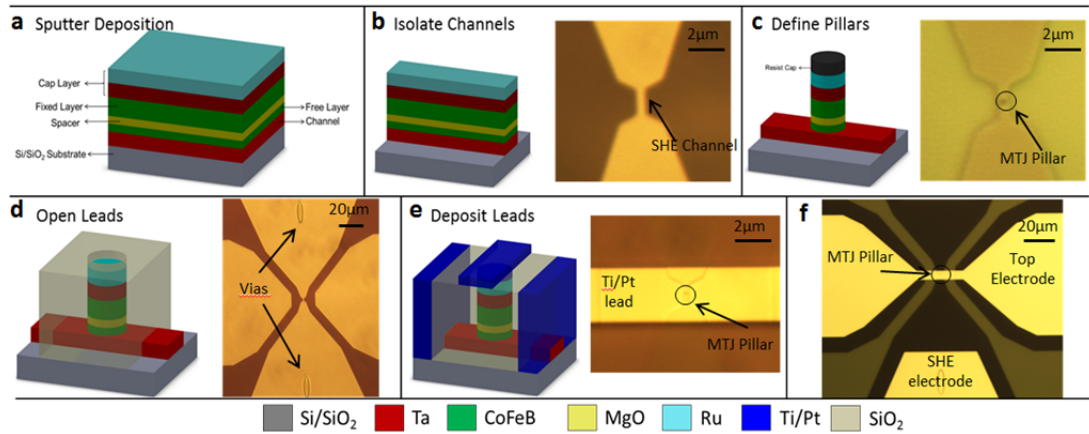 a Sputter Deposition
Cap Layer
Fixed Layer
Spacer
Si/SiO₂ Substrate
Free Layer
Channel
b Isolate Channels
2μm
SHE Channel
c Define Pillars
Resist Cap
2μm
MTJ Pillar
d Open Leads
20μm
Vias
e Deposit Leads
2μm
Ti/Pt
lead
MTJ Pillar
f
20μm
MTJ Pillar
Top
Electrode
SHE
electrode
Si/SiO₂ Ta CoFeB MgO Ru Ti/Pt SiO₂